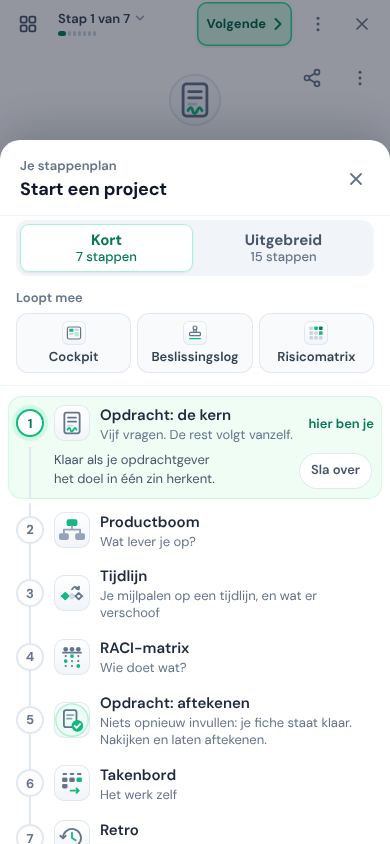 Stap 1 van 7
Volgende
Je stappenplan
Start een project
Kort
7 stappen
Uitgebreid
15 stappen
Loopt mee
Cockpit
Beslissingslog
Risicomatrix
1
Opdracht: de kern
Vijf vragen. De rest volgt vanzelf.
hier ben je
Klaar als je opdrachtgever
het doel in één zin herkent.
Sla over
2
Productboom
Wat lever je op?
3
Tijdlijn
Je mijlpalen op een tijdlijn, en wat er
verschoof
4
RACI-matrix
Wie doet wat?
5
Opdracht: aftekenen
Niets opnieuw invullen: je fiche staat klaar.
Nakijken en laten aftekenen.
6
Takenbord
Het werk zelf
7
Retro